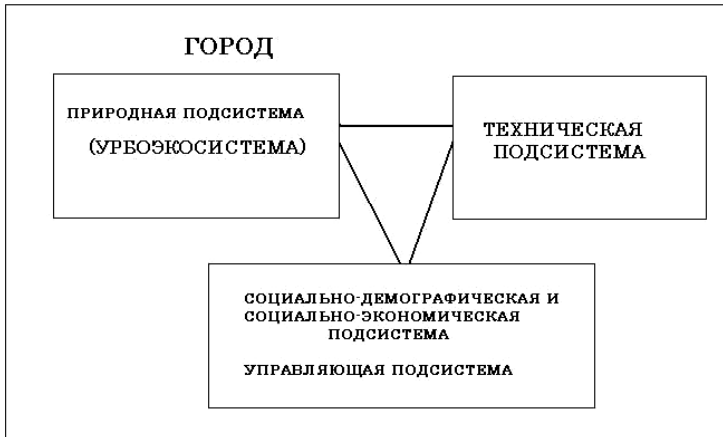 ГОРОД
ПРИРОДНАЯ ПОДСИСТЕМА
(УРБОЭКОСИСТЕМА)
ТЕХНИЧЕСКАЯ
ПОДСИСТЕМА
СОЦИАЛЬНО-ДЕМОГРАФИЧЕСКАЯ И
СОЦИАЛЬНО-ЭКОНОМИЧЕСКАЯ
ПОДСИСТЕМА
УПРАВЛЯЮЩАЯ ПОДСИСТЕМА